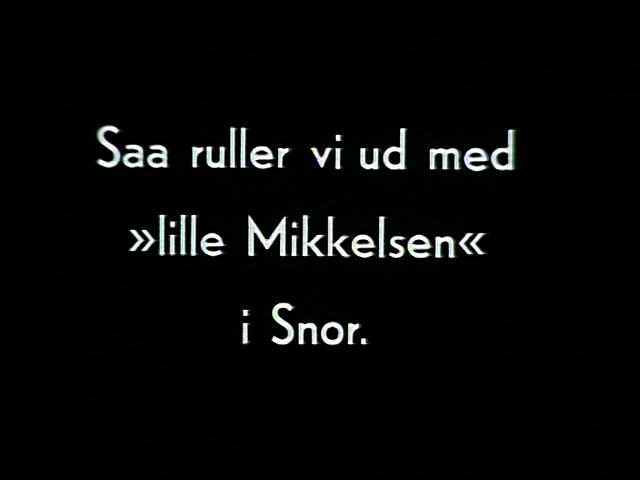 Saa ruller vi ud med
»lille Mikkelsen«
i Snor.